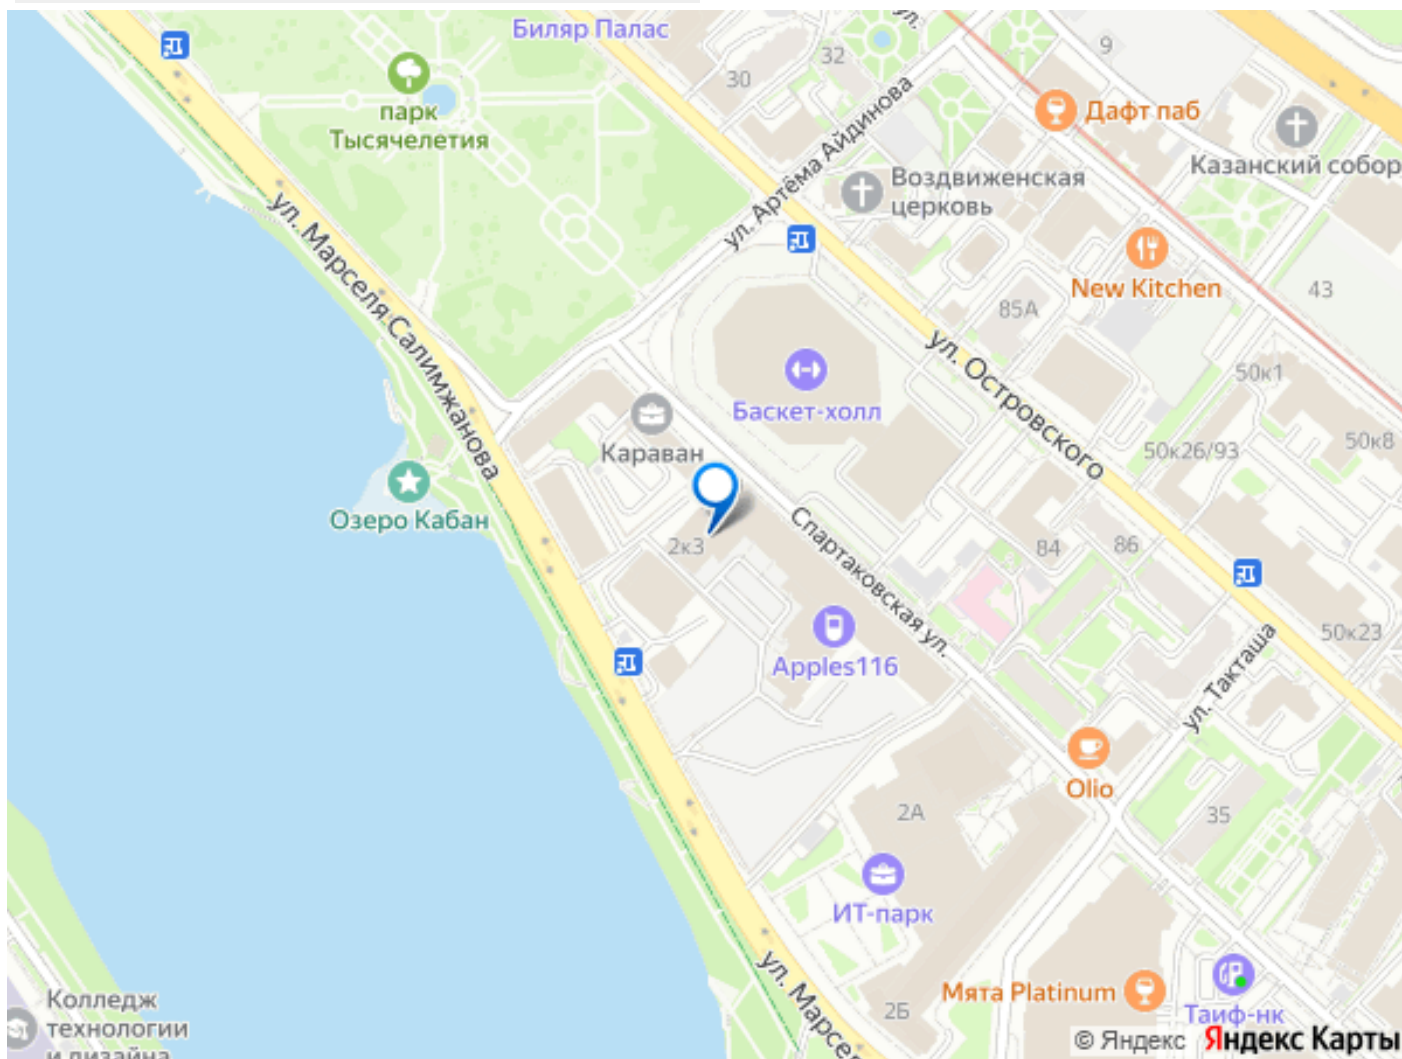 Биляр Палас
ул.
32
9
30
парк
Тысячелетия
Дафт паб
Казанский собор
ул. Артёма Айдинова
Воздвиженская
церковь
ул. Марселя Салимжанова
New Kitchen
43
85А
ул. Островского
50к1
Баскет-холл
50к8
50к26/93
Караван
Озеро Кабан
2к3
Спартаковская ул.
84
86
50к23
Apples116
ул. Такташа
Olio
2А
35
ИТ-парк
ул. Марсе
Мята Platinum
2Б
Таиф-нк
Колледж
технологии
и дизайна
© Яндекс Яндекс Карты